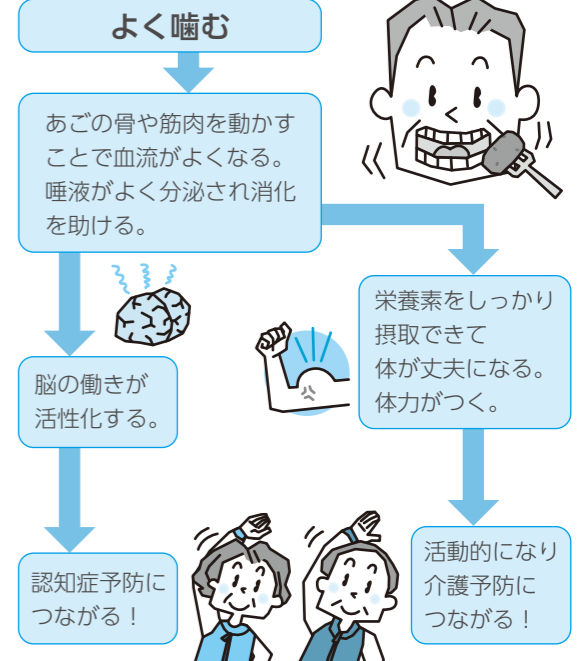 よく噛む
あごの骨や筋肉を動かす
ことで血流がよくなる。
唾液がよく分泌され消化
を助ける。
脳の働きが
活性化する。
認知症予防に
つながる！
栄養素をしっかり
摂取できて
体が丈夫になる。
体力がつく。
活動的になり
介護予防に
つながる！